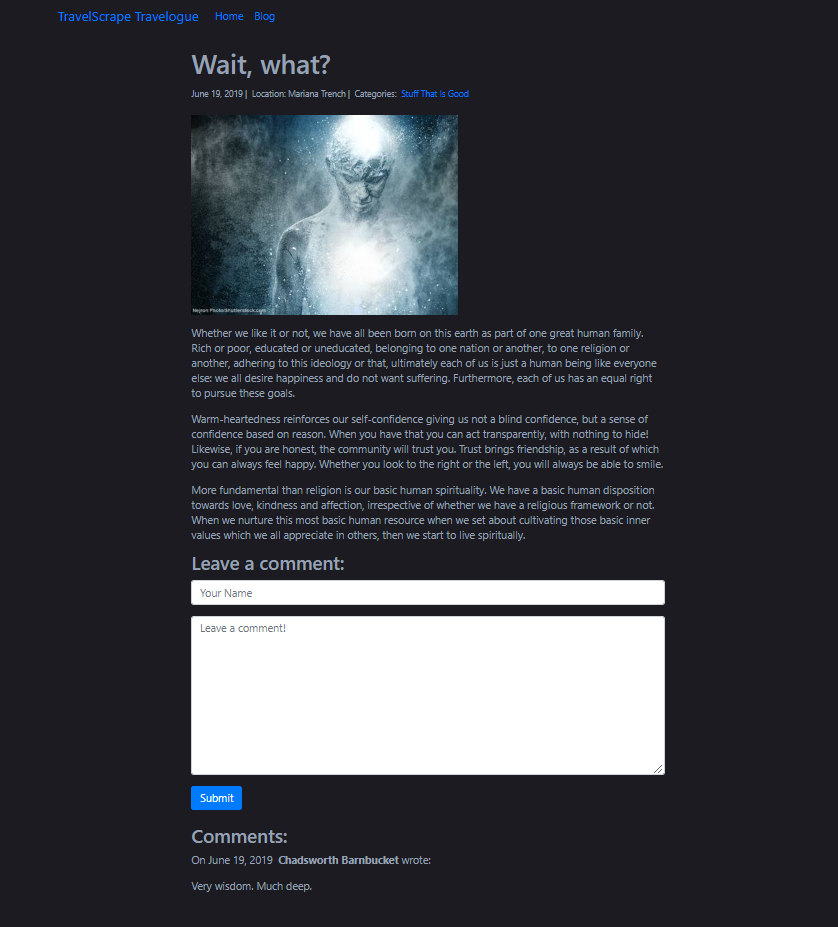 TravelScrape Travelogue Home Blog
Wait, what?
June 19, 2019 | Location: Mariana Trench | Categories: Stuff That Is Good
Nejron Photo/Shutterstock.com
Whether we like it or not, we have all been born on this earth as part of one great human family.
Rich or poor, educated or uneducated, belonging to one nation or another, to one religion or
another, adhering to this ideology or that, ultimately each of us is just a human being like everyone
else: we all desire happiness and do not want suffering. Furthermore, each of us has an equal right
to pursue these goals.
Warm-heartedness reinforces our self-confidence giving us not a blind confidence, but a sense of
confidence based on reason. When you have that you can act transparently, with nothing to hide!
Likewise, if you are honest, the community will trust you. Trust brings friendship, as a result of which
you can always feel happy. Whether you look to the right or the left, you will always be able to smile.
More fundamental than religion is our basic human spirituality. We have a basic human disposition
towards love, kindness and affection, irrespective of whether we have a religious framework or not.
When we nurture this most basic human resource when we set about cultivating those basic inner
values which we all appreciate in others, then we start to live spiritually.
Leave a comment:
Your Name
Leave a comment!
Submit
Comments:
On June 19, 2019 Chadsworth Barnbucket wrote:
Very wisdom. Much deep.